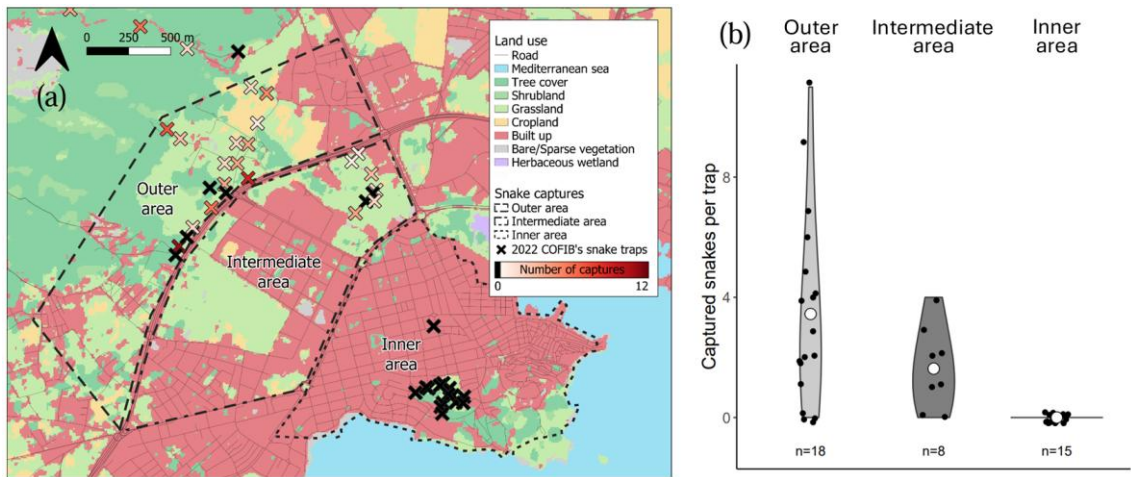 (a)
0 250 500 m
Outer
area
Intermediate
area
Inner
area
Land use
Road
Mediterranean sea
Tree cover
Shrubland
Grassland
Cropland
Built up
Bare/Sparse vegetation
Herbaceous wetland
Snake captures
Outer area
Intermediate area
Inner area
2022 COFIB's snake traps
Number of captures
0 12
(b)
Outer
area
Intermediate
area
Inner
area
Captured snakes per trap
8
4
0
n=18
n=8
n=15